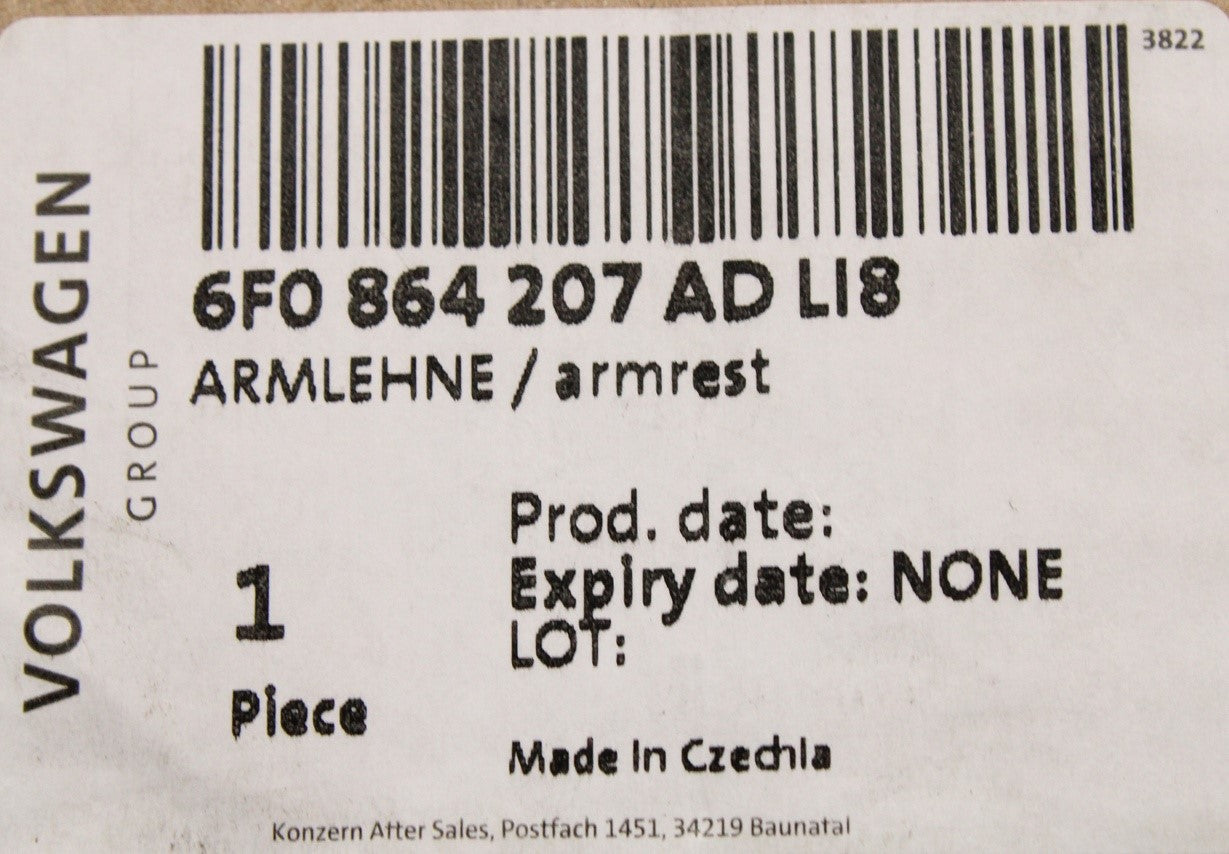 3822
6F0 864 207 AD LI8
ARMLEHNE / armrest
VOLKSWAGEN
GROUP
Prod. date:
Expiry date: NONE
LOT:
1
Piece
Made In Czechia
Konzern After Sales, Postfach 1451, 34219 Baunatal